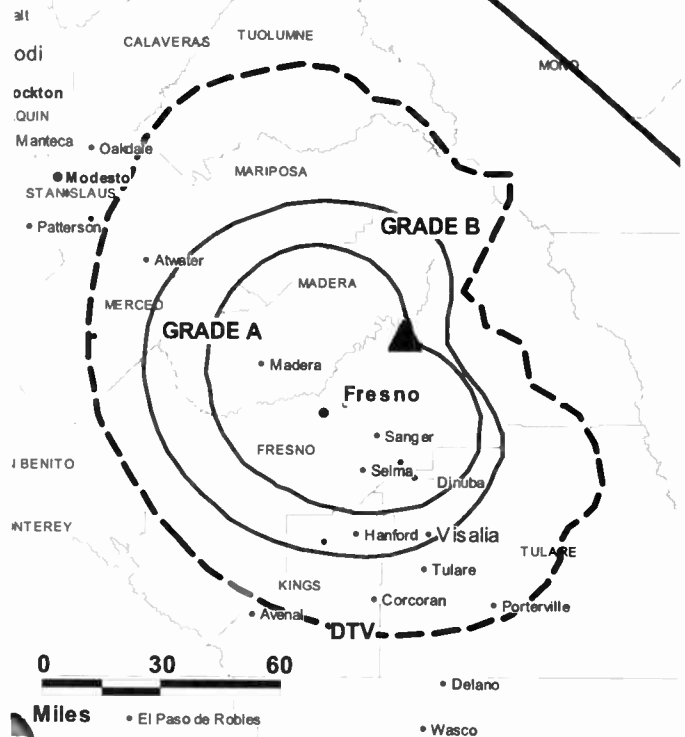 alt
CALAVERAS
TUOLUMNE
odi
MONO
ockton
QUIN
Manteca
Oakdale
Modesto
MARIPOSA
STANISLAUS
Patterson
GRADE B
Atwater
MADERA
MERCED
GRADE A
Madera
Fresno
Sanger
FRESNO
Selma
Dinuba
BENITO
NTEREY
Hanford
Visalia
TULARE
Tulare
KINGS
Corcoran
Porterville
Avenal
DTV
0 30 60
Delano
Miles
El Paso de Robles
Wasco